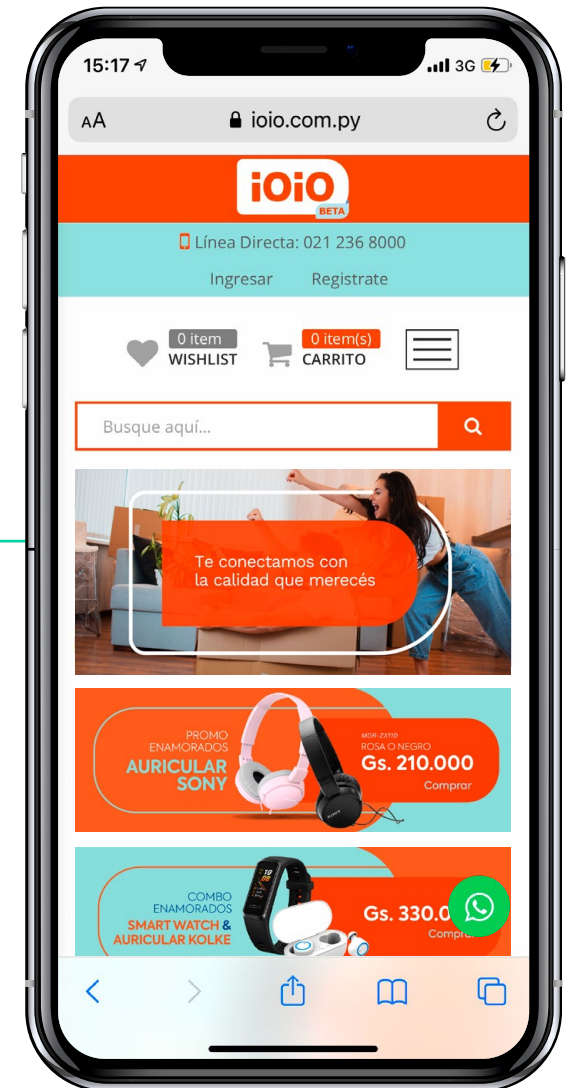 15:17
3G
AA
ioio.com.py
iOiO
BETA
Línea Directa: 021 236 8000
Ingresar Registrate
0 item
WISHLIST
0 item(s)
CARRITO
Busque aquí...
Te conectamos con
la calidad que merecés
PROMO
ENAMORADOS
AURICULAR
SONY
SONY
MDR-ZX110
ROSA O NEGRO
Gs. 210.000
Comprar
COMBO
ENAMORADOS
SMART WATCH &
AURICULAR KOLKE
Gs. 330.0
Compra